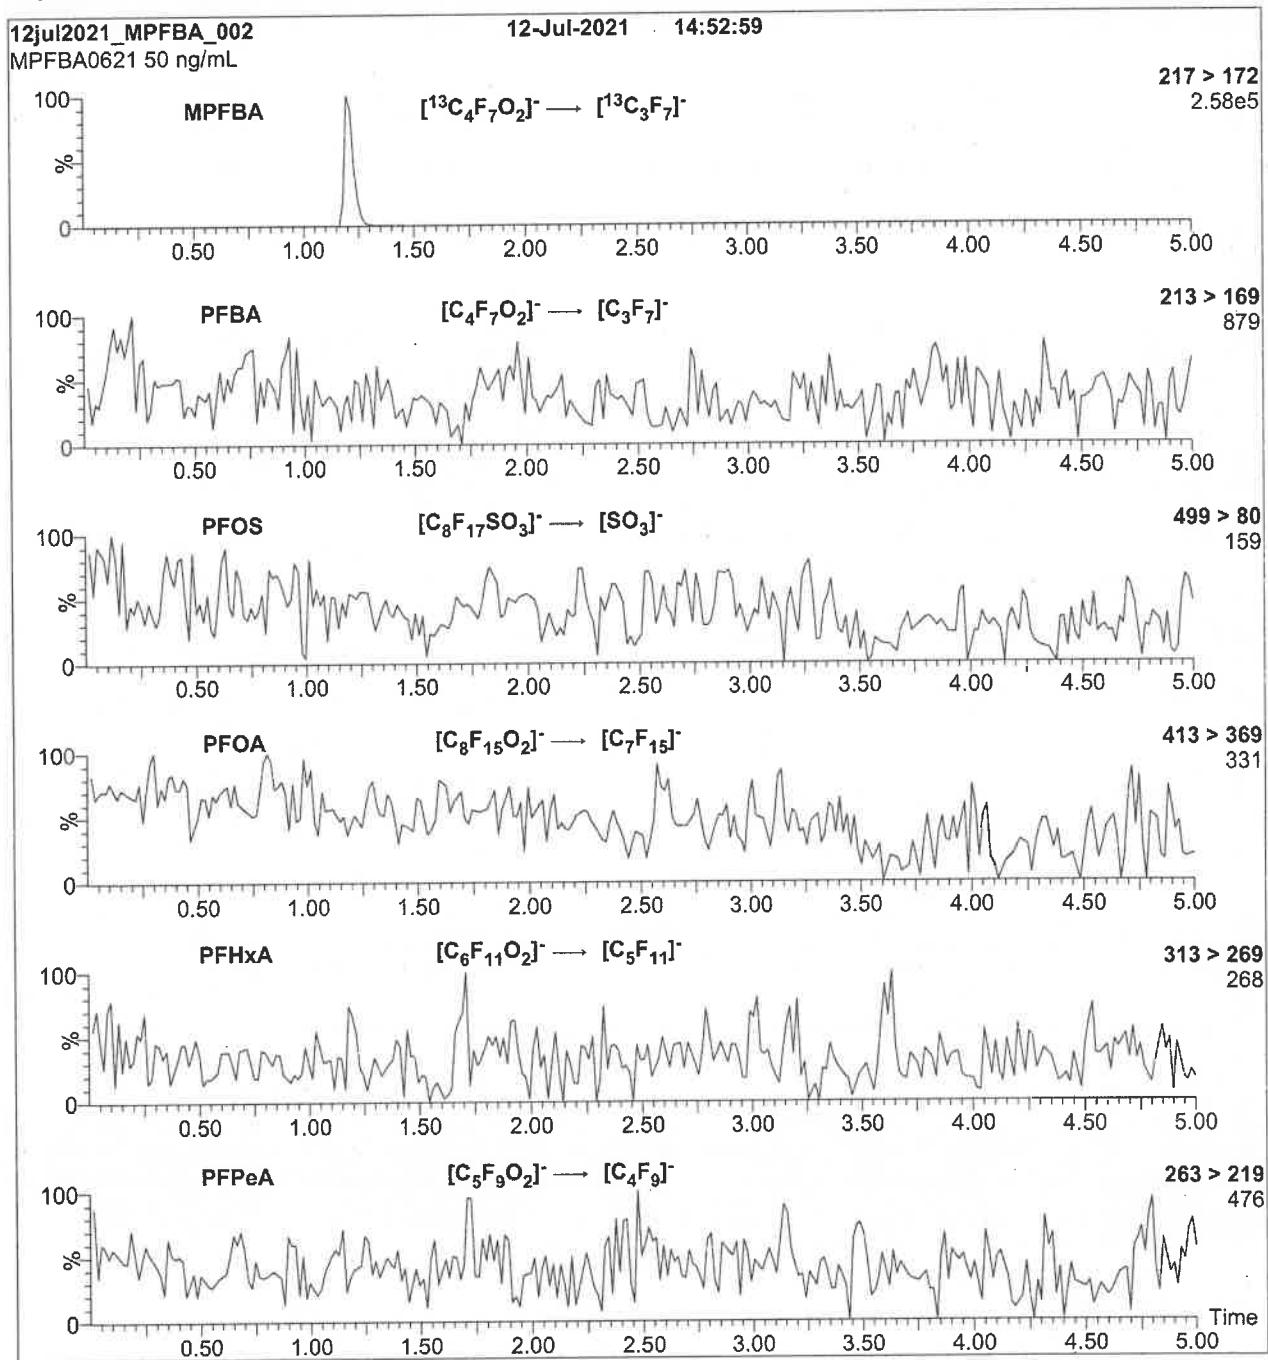 12jul2021_MPFBA_002 12-Jul-2021 14:52:59
MPFBA0621 50 ng/mL
217 > 172
2.58e5
MPFBA [¹³C₄F₇O₂]⁻ → [¹³C₃F₇]⁻
100
%
0
0.50 1.00 1.50 2.00 2.50 3.00 3.50 4.00 4.50 5.00
213 > 169
879
PFBA [C₄F₇O₂]⁻ → [C₃F₇]⁻
100
%
0
0.50 1.00 1.50 2.00 2.50 3.00 3.50 4.00 4.50 5.00
499 > 80
159
PFOS [C₈F₁₇SO₃]⁻ → [SO₃]⁻
100
%
0
0.50 1.00 1.50 2.00 2.50 3.00 3.50 4.00 4.50 5.00
413 > 369
331
PFOA [C₈F₁₅O₂]⁻ → [C₇F₁₅]⁻
100
%
0
0.50 1.00 1.50 2.00 2.50 3.00 3.50 4.00 4.50 5.00
313 > 269
268
PFHxA [C₆F₁₁O₂]⁻ → [C₅F₁₁]⁻
100
%
0
0.50 1.00 1.50 2.00 2.50 3.00 3.50 4.00 4.50 5.00
263 > 219
476
PFPeA [C₅F₉O₂]⁻ → [C₄F₉]⁻
100
%
0
Time
0.50 1.00 1.50 2.00 2.50 3.00 3.50 4.00 4.50 5.00